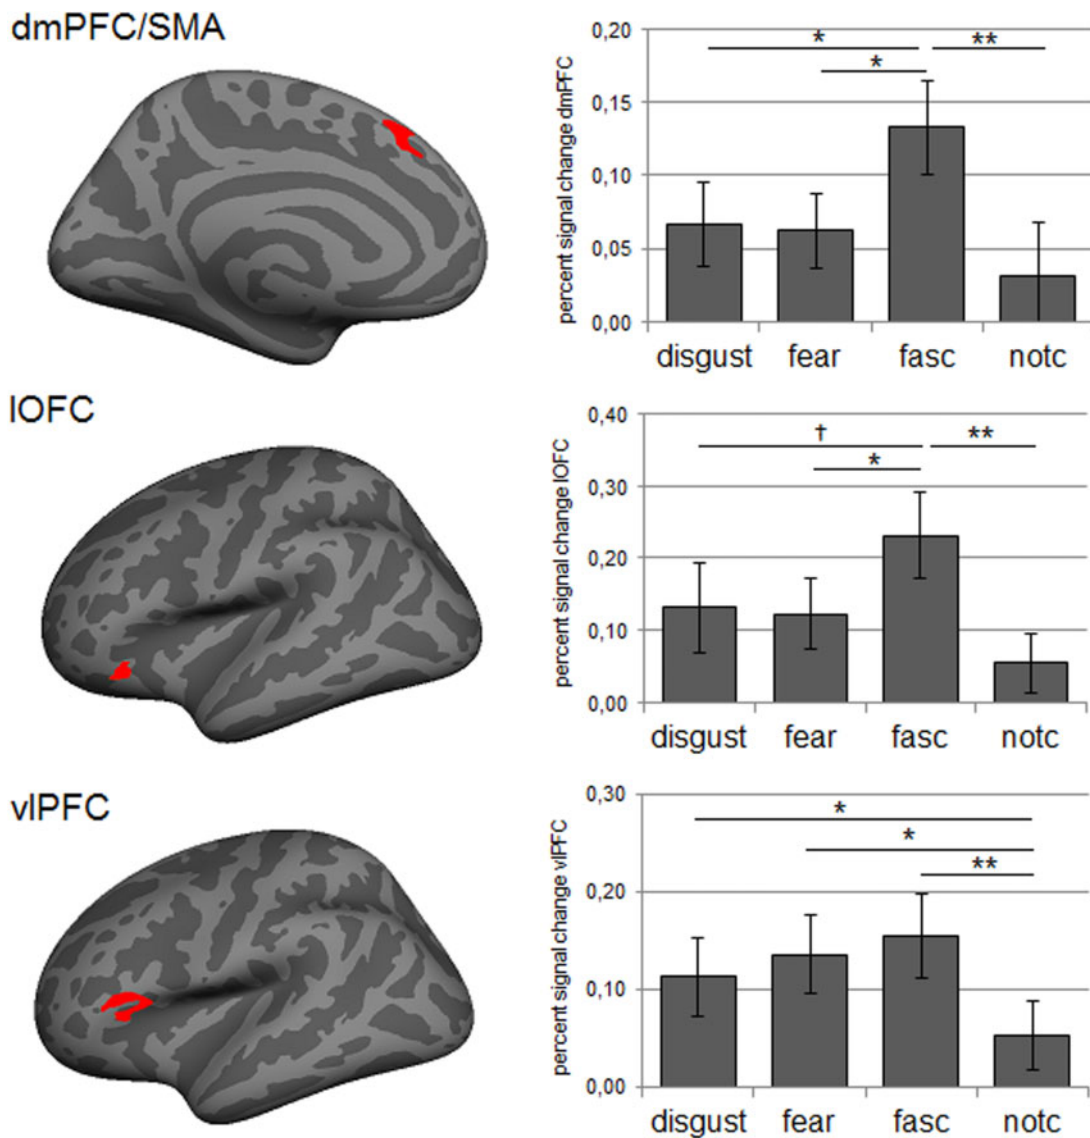 dmPFC/SMA
percent signal change dmPFC
0,20
0,15
0,10
0,05
0,00
* **
*
disgust fear fasc notc
lOFC
percent signal change lOFC
0,40
0,30
0,20
0,10
0,00
† **
*
disgust fear fasc notc
vlPFC
percent signal change vlPFC
0,30
0,20
0,10
0,00
*
*
**
disgust fear fasc notc